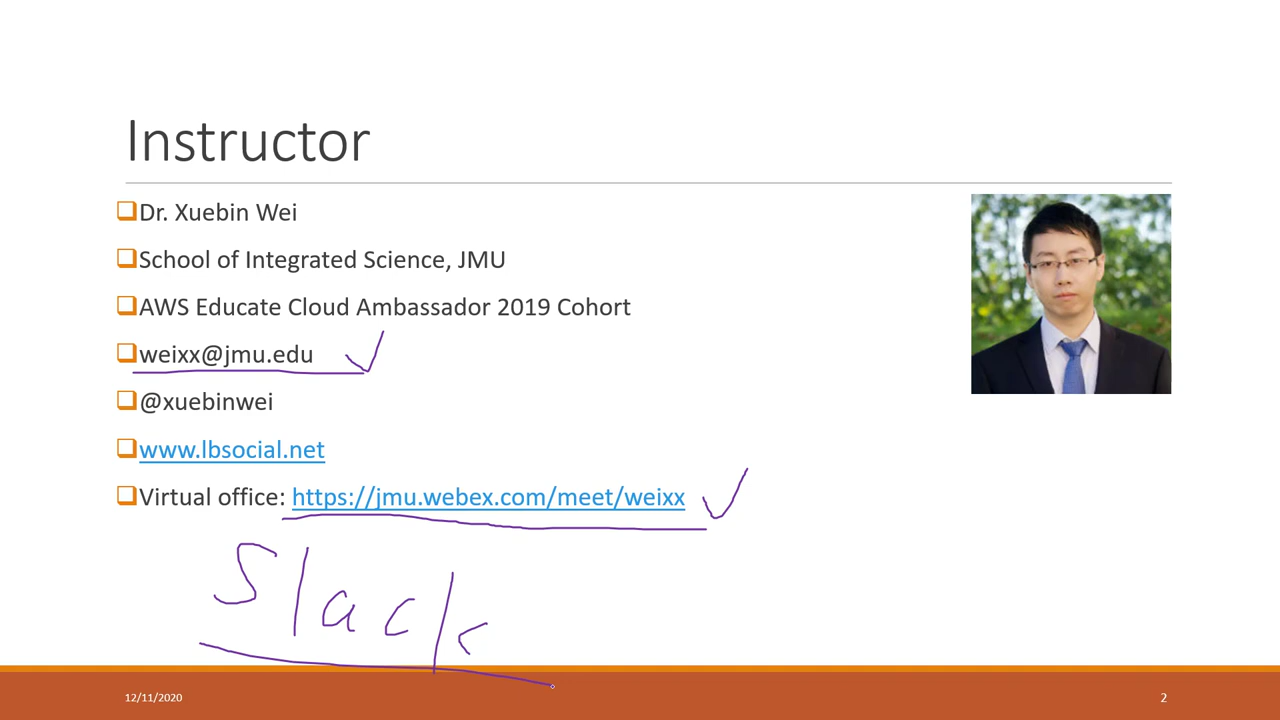 Instructor
Dr. Xuebin Wei
School of Integrated Science, JMU
AWS Educate Cloud Ambassador 2019 Cohort
weixx@jmu.edu
@xuebinwei
www.lbsocial.net
Virtual office: https://jmu.webex.com/meet/weixx
Slack
12/11/2020
2